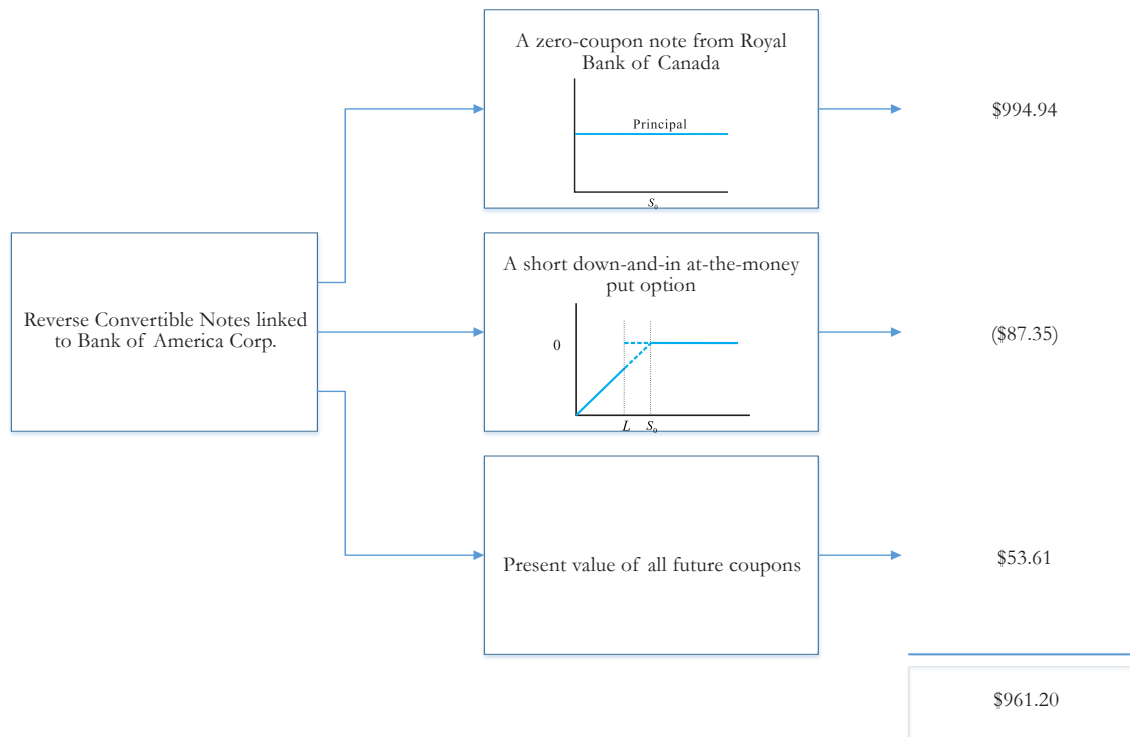 A zero-coupon note from Royal
Bank of Canada
Principal
S₀
$994.94
Reverse Convertible Notes linked
to Bank of America Corp.
A short down-and-in at-the-money
put option
0
L S₀
($87.35)
Present value of all future coupons
$53.61
$961.20